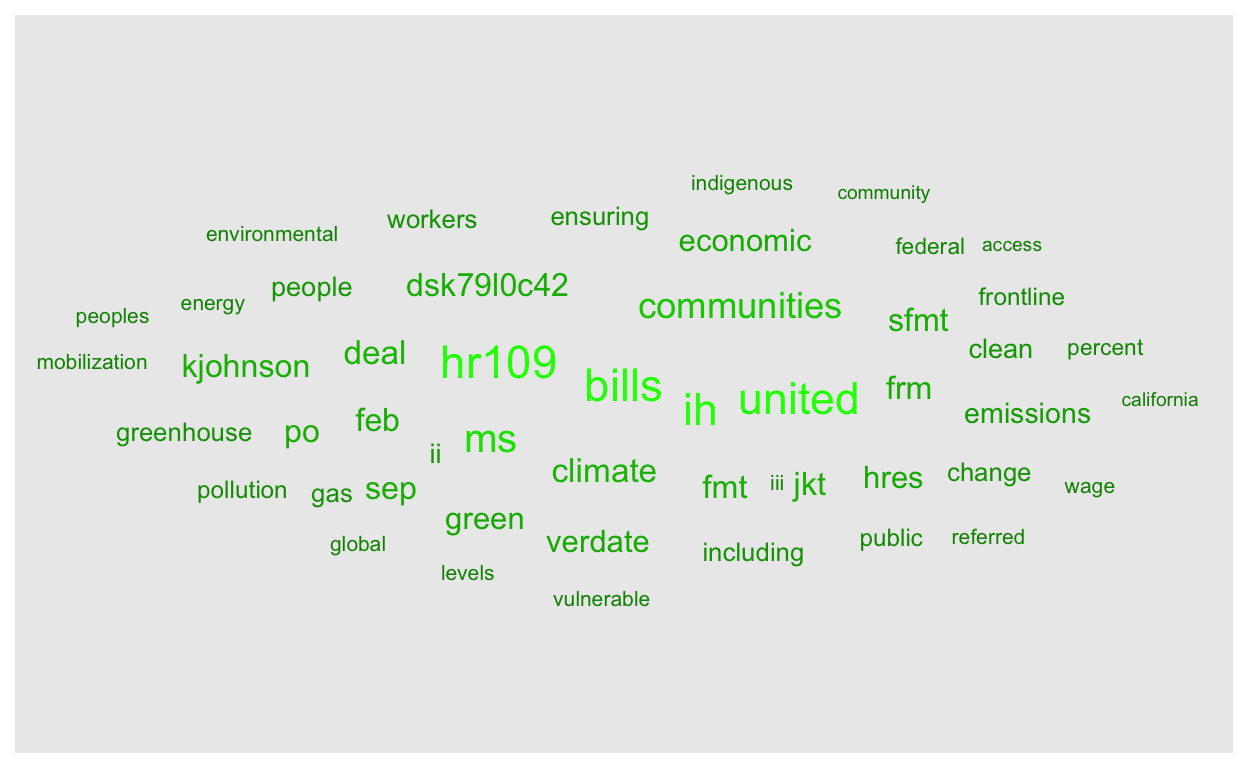 indigenous
community
workers
ensuring
environmental
economic
federal
access
people
dsk79l0c42
energy
communities
frontline
peoples
sfmt
mobilization
kjohnson
deal
hr109
clean
percent
bills
ih
united
frm
california
emissions
greenhouse
po
feb
ms
ii
climate
change
pollution
gas
sep
fmt
iii
jkt
hres
wage
green
verdate
public
referred
global
including
levels
vulnerable